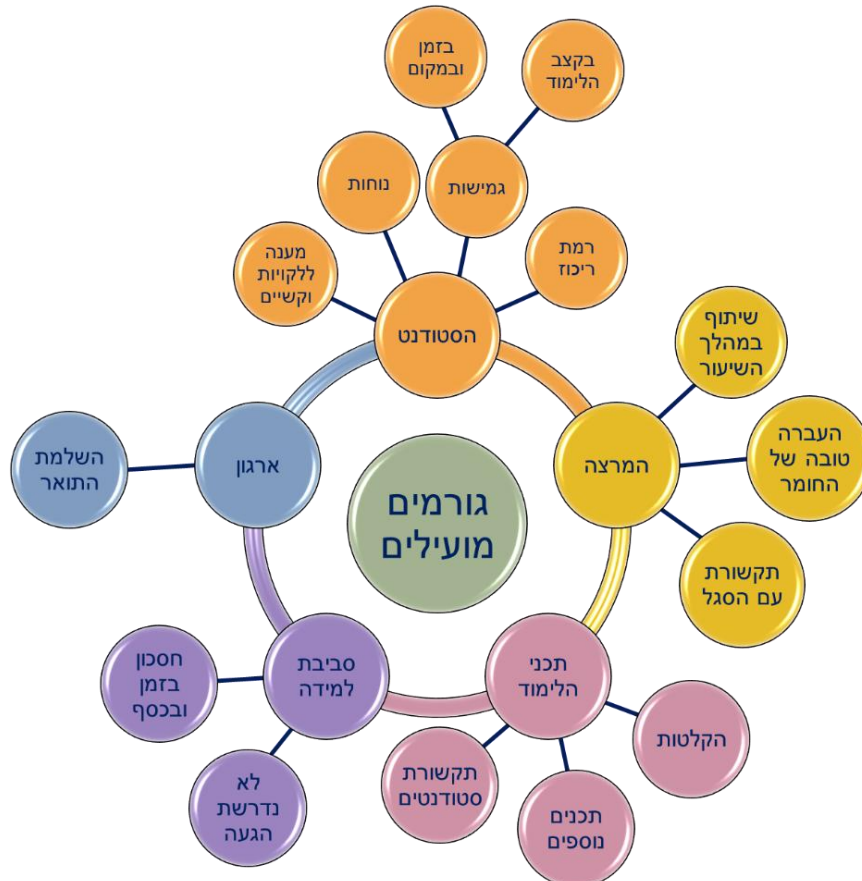 בזמן
ובמקום
בקצב
הלימוד
נוחות
גמישות
מענה
ללקויות
וקשיים
רמת
ריכוז
הסטודנט
שיתוף
במהלך
השיעור
העברה
טובה של
החומר
המרצה
תקשורת
עם הסגל
ארגון
השלמת
התואר
גורמים
מועילים
תכני
הלימוד
הקלטות
תכנים
נוספים
תקשורת
סטודנטים
סביבת
למידה
חסכון
בזמן
ובכסף
לא
נדרשת
הגעה